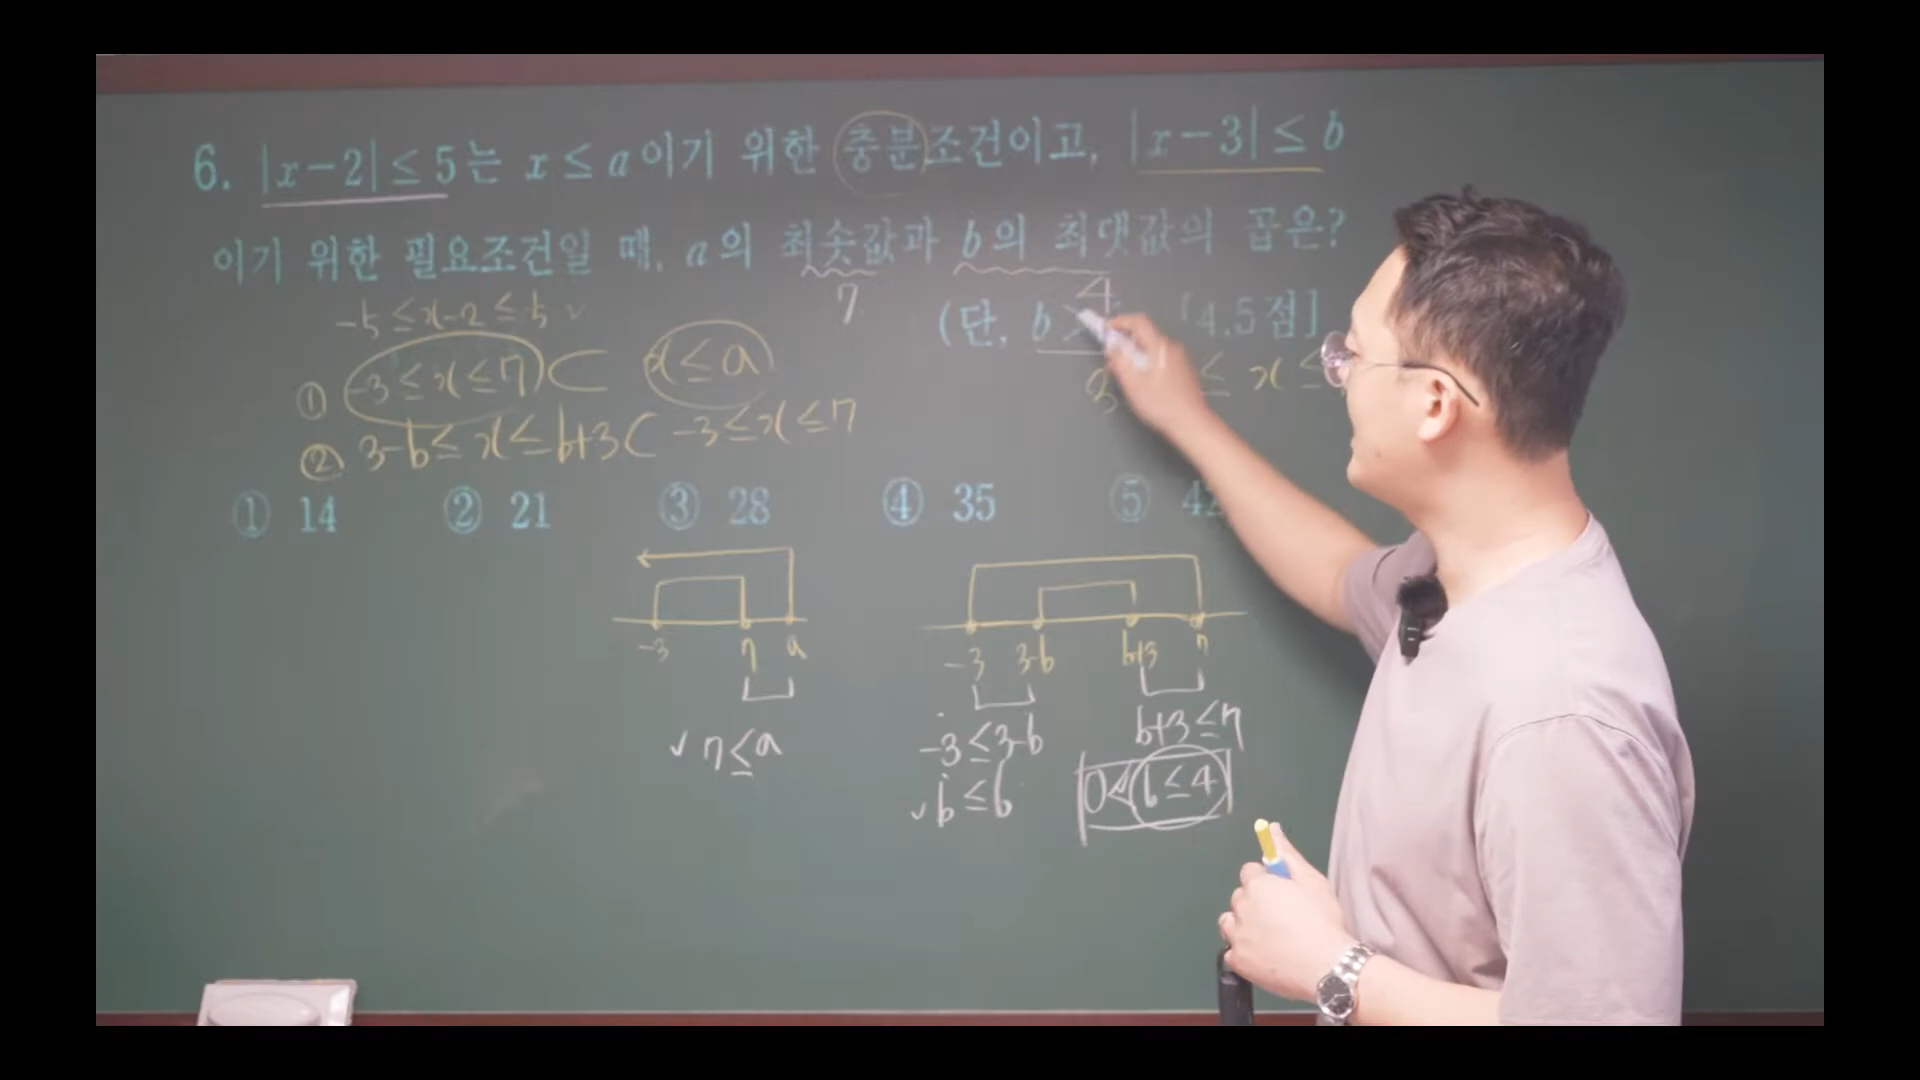 6. |x-2| ≤ 5는 x ≤ a이기 위한 충분조건이고, |x-3| ≤ b
이기 위한 필요조건일 때, a의 최솟값과 b의 최댓값의 곱은?
7
4
(단, b [4.5점]
-5 ≤ x-2 ≤ 5
① -3 ≤ x ≤ 7 ⊂ x ≤ a
≤ x ≤
② 3-b ≤ x ≤ b+3 ⊂ -3 ≤ x ≤ 7
① 14 ② 21 ③ 28 ④ 35 ⑤ 42
-3 7 a
-3 3-b b+3 7
✓ 7 ≤ a
-3 ≤ 3-b
✓ b ≤ 6
b+3 ≤ 7
0 < b ≤ 4